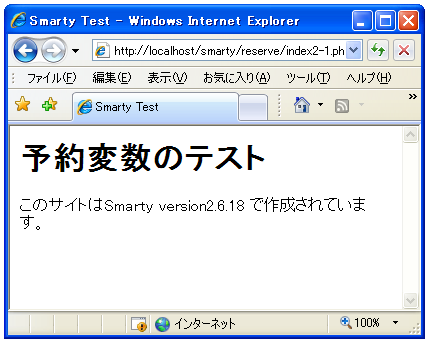 Smarty Test - Windows Internet Explorer
http://localhost/smarty/reserve/index2-1.ph
ファイル(F) 編集(E) 表示(V) お気に入り(A) ツール(T) ヘルプ(H)
Smarty Test
予約変数のテスト
このサイトはSmarty version2.6.18 で作成されていま
す。
インターネット 100%